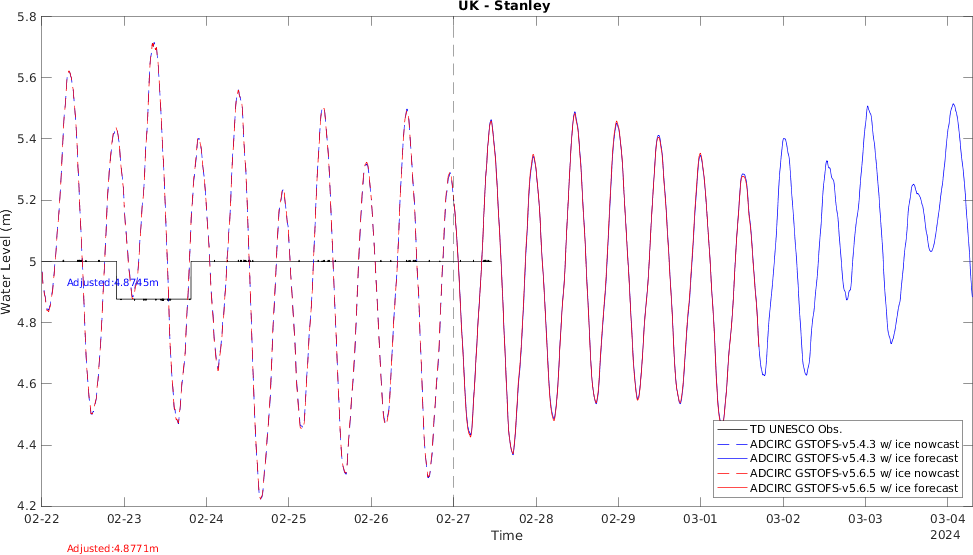 UK - Stanley
5.8
5.6
5.4
5.2
5
4.8
4.6
4.4
4.2
Water Level (m)
Adjusted:4.8745m
TD UNESCO Obs.
ADCIRC GSTOFS-v5.4.3 w/ ice nowcast
ADCIRC GSTOFS-v5.4.3 w/ ice forecast
ADCIRC GSTOFS-v5.6.5 w/ ice nowcast
ADCIRC GSTOFS-v5.6.5 w/ ice forecast
02-22 02-23 02-24 02-25 02-26 02-27 02-28 02-29 03-01 03-02 03-03 03-04
Time
2024
Adjusted:4.8771m